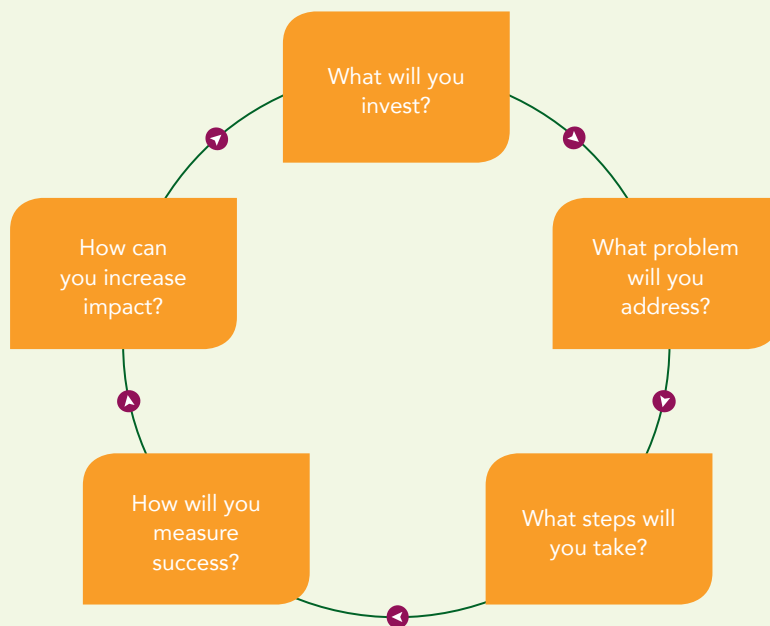 What will you
invest?
What problem
will you
address?
What steps will
you take?
How will you
measure
success?
How can
you increase
impact?